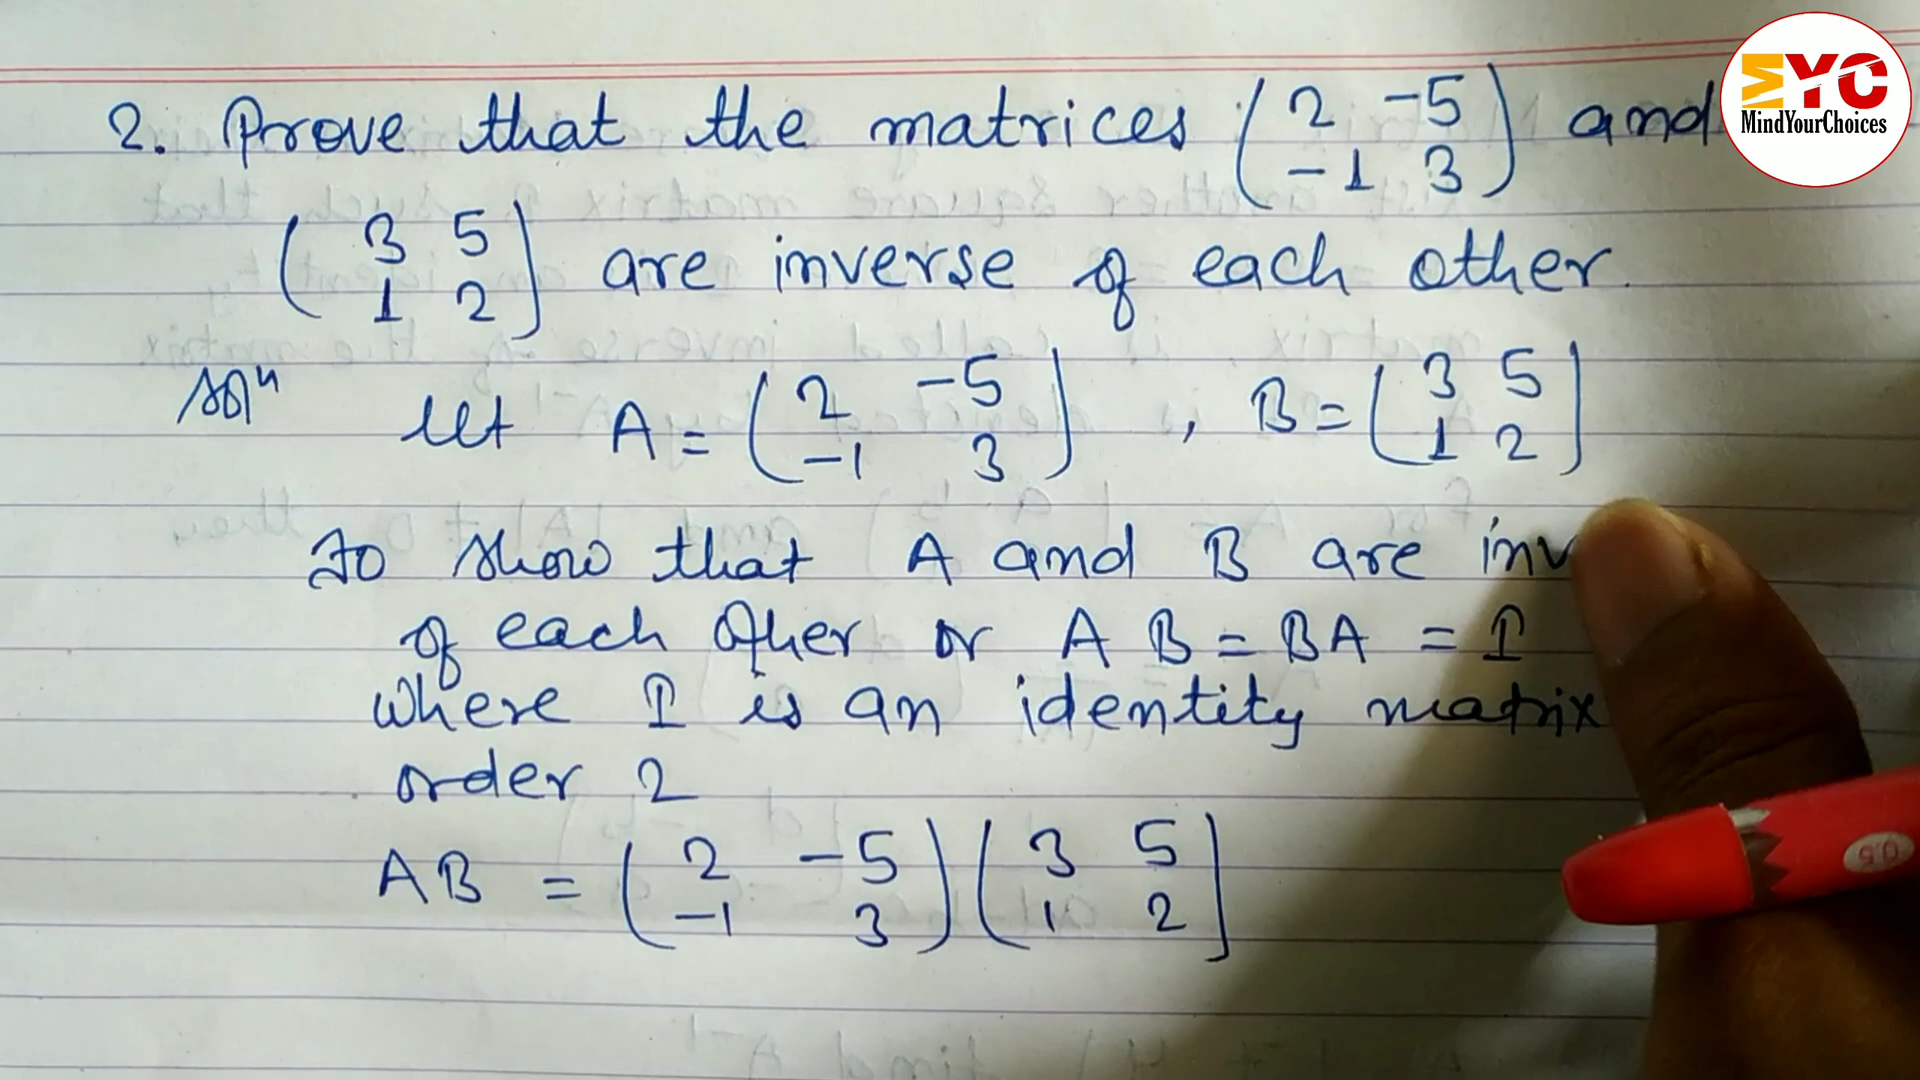 2. Prove that the matrices (2 -5
-1 3) and
(3 5
1 2) are inverse of each other.
Solⁿ let A = (2 -5
-1 3) , B = (3 5
1 2)
To show that A and B are inv
of each other or A B = BA = I
where I is an identity matrix
order 2
AB = (2 -5
-1 3) (3 5
1 2)
MYC
MindYourChoices
0.5